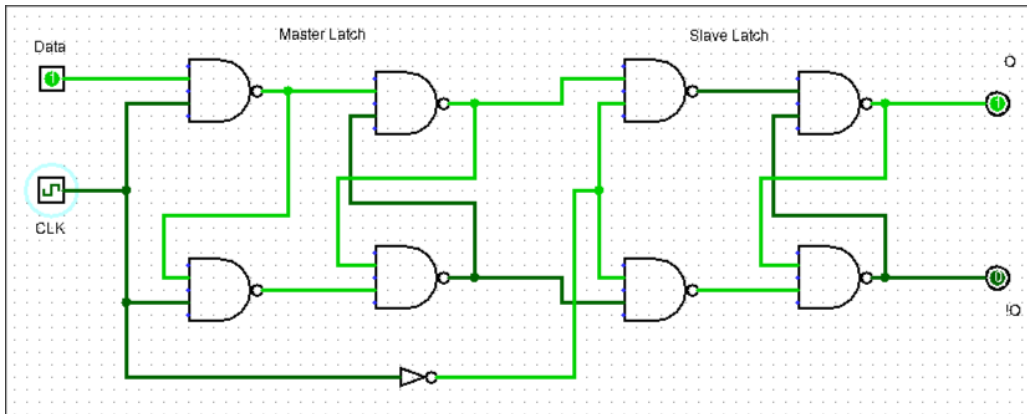 Master Latch
Slave Latch
Data
1
Q
1
CLK
0
!Q